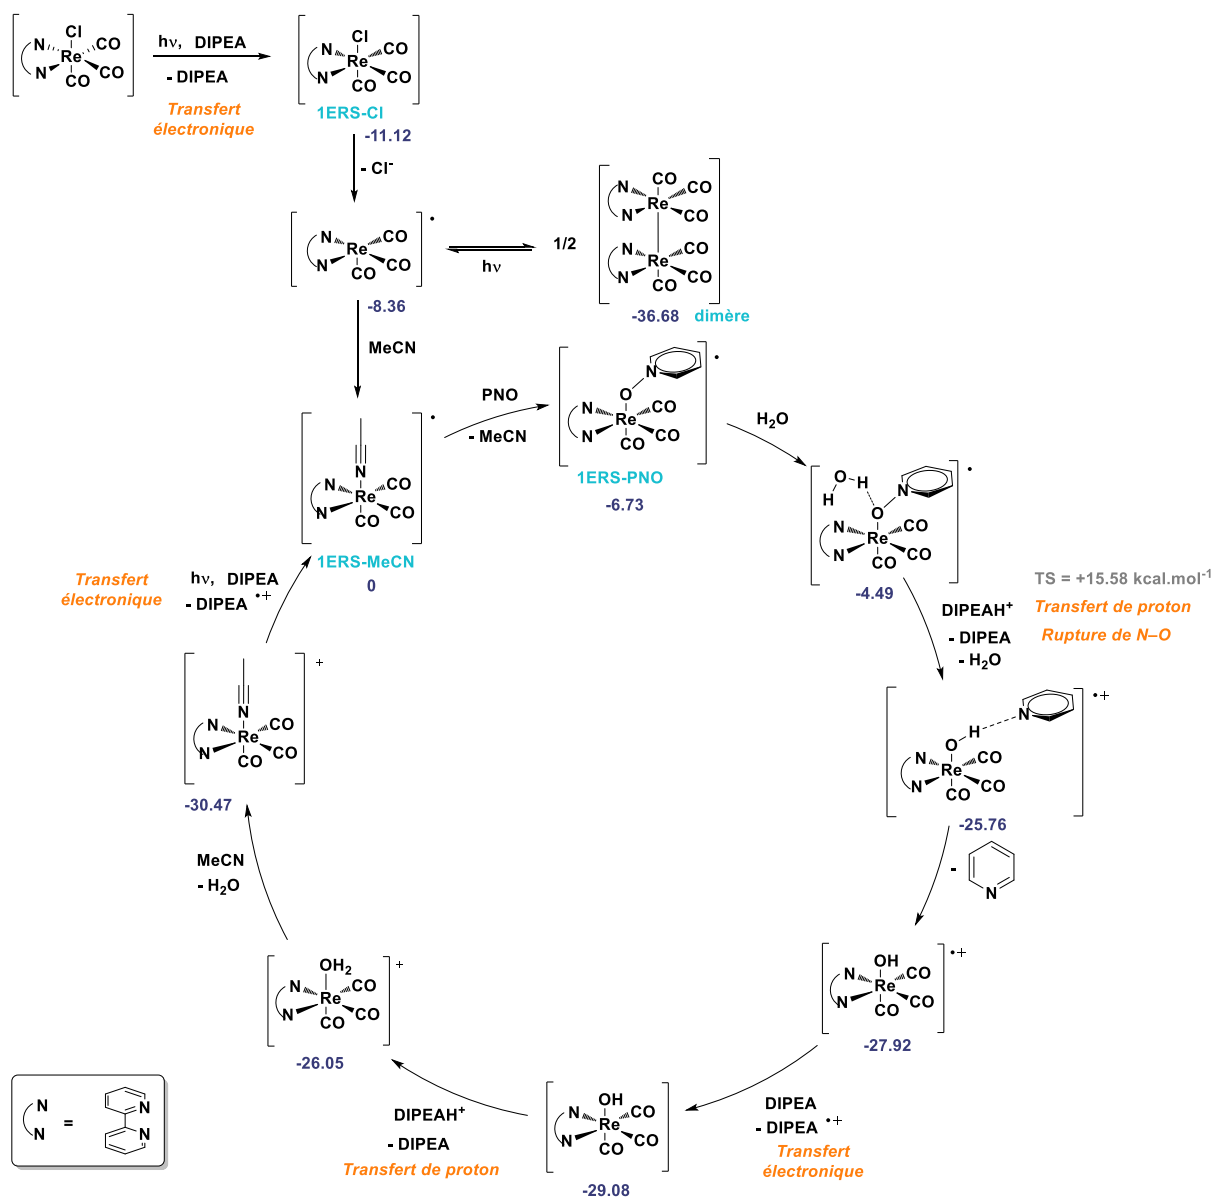 Cl
N
Re
CO
N
CO
CO
hν, DIPEA
- DIPEA
Transfert
électronique
Cl
N
Re
CO
N
CO
CO
1ERS-Cl
-11.12
- Cl⁻
N
Re
CO
N
CO
CO
•
-8.36
hν
1/2
CO
N
CO
Re
N
CO
N
CO
Re
N
CO
CO
-36.68 dimère
MeCN
N
N
Re
CO
N
CO
CO
•
1ERS-MeCN
0
PNO
- MeCN
N
O
N
CO
Re
N
CO
CO
•
1ERS-PNO
-6.73
H₂O
O
H
H
N
O
N
CO
Re
N
CO
CO
•
-4.49
TS = +15.58 kcal.mol⁻¹
Transfert de proton
Rupture de N–O
DIPEAH⁺
- DIPEA
- H₂O
N
H
O
N
CO
Re
N
CO
CO
•+
-25.76
-
N
OH
N
CO
Re
N
CO
CO
•+
-27.92
DIPEA
- DIPEA •+
Transfert
électronique
OH
N
CO
Re
N
CO
CO
-29.08
DIPEAH⁺
- DIPEA
Transfert de proton
OH₂
N
CO
Re
N
CO
CO
+
-26.05
MeCN
- H₂O
N
N
CO
Re
N
CO
CO
+
-30.47
Transfert
électronique
hν, DIPEA
- DIPEA •+
N
N
=
N
N